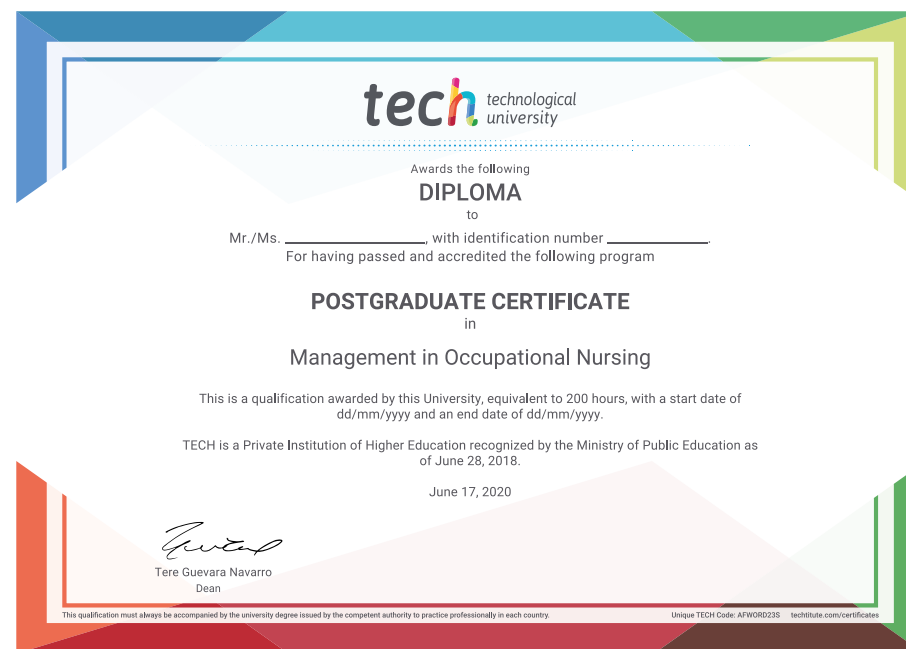 tech technological
university
Awards the following
DIPLOMA
to
Mr./Ms. ____________, with identification number ____________.
For having passed and accredited the following program
POSTGRADUATE CERTIFICATE
in
Management in Occupational Nursing
This is a qualification awarded by this University, equivalent to 200 hours, with a start date of
dd/mm/yyyy and an end date of dd/mm/yyyy.
TECH is a Private Institution of Higher Education recognized by the Ministry of Public Education as
of June 28, 2018.
June 17, 2020
Tere Guevara Navarro
Dean
This qualification must always be accompanied by the university degree issued by the competent authority to practice professionally in each country. Unique TECH Code: AFWORD23S techtitute.com/certificates